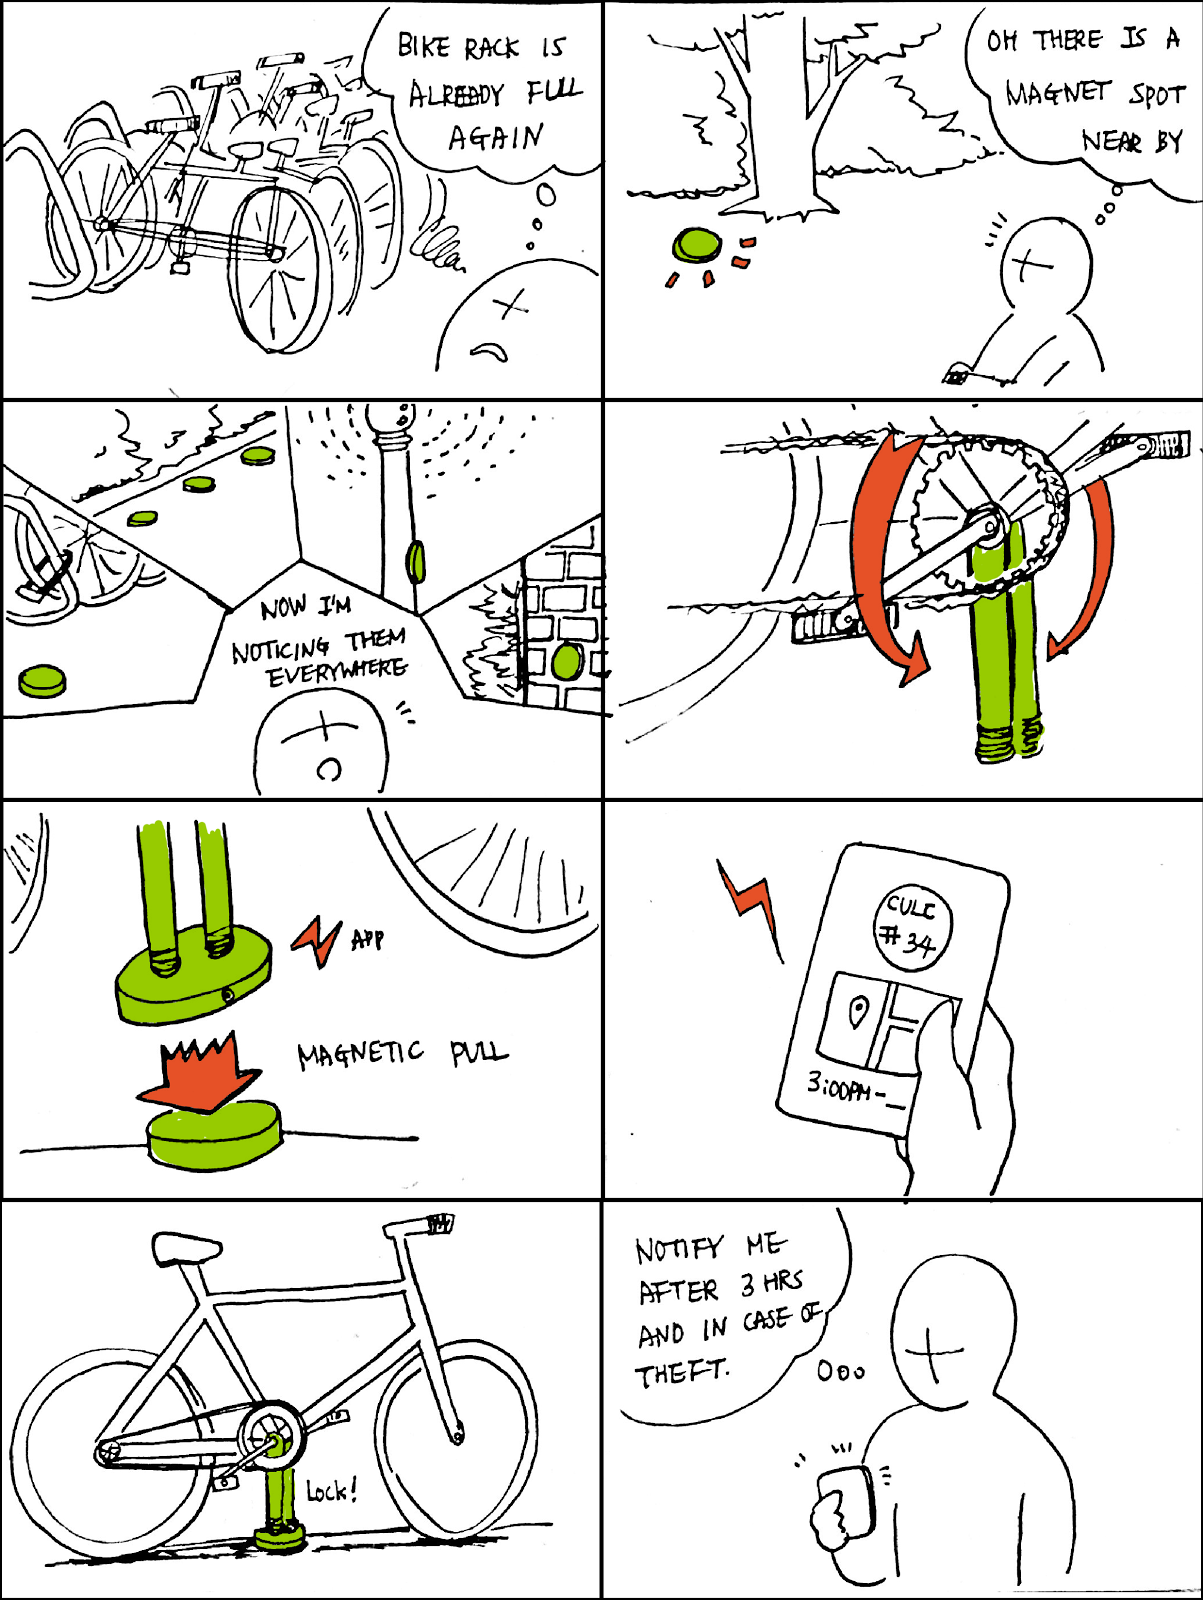 BIKE RACK IS
ALREADY FULL
AGAIN
OH THERE IS A
MAGNET SPOT
NEAR BY
NOW I'M
NOTICING THEM
EVERYWHERE
APP
MAGNETIC PULL
CULC
#34
3:00PM-_
Lock!
NOTIFY ME
AFTER 3 HRS
AND IN CASE OF
THEFT.